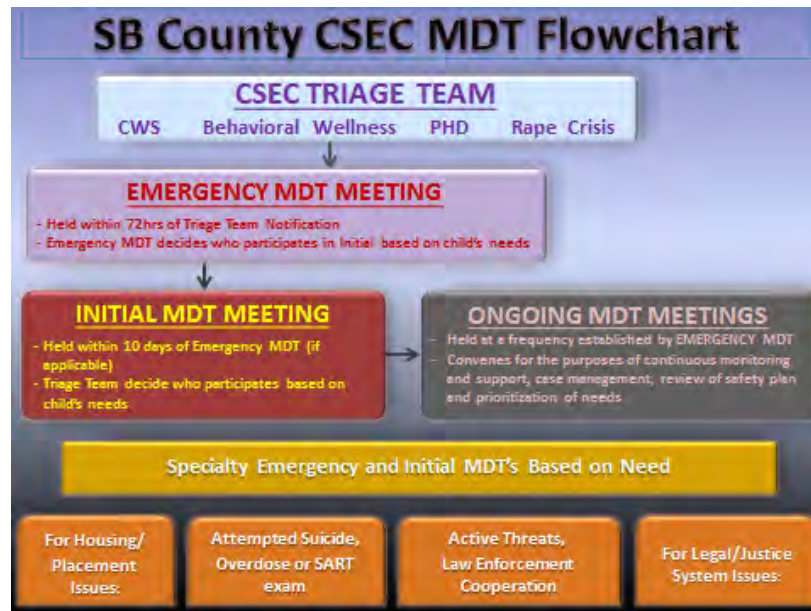 SB County CSEC MDT Flowchart
CSEC TRIAGE TEAM
CWS Behavioral Wellness PHD Rape Crisis
EMERGENCY MDT MEETING
- Held within 72hrs of Triage Team Notification
- Emergency MDT decides who participates in Initial based on child's needs
INITIAL MDT MEETING
- Held within 10 days of Emergency MDT (if
applicable)
- Triage Team decide who participates based on
child's needs
ONGOING MDT MEETINGS
- Held at a frequency established by EMERGENCY MDT
- Convenes for the purposes of continuous monitoring
and support, case management, review of safety plan
and prioritization of needs
Specialty Emergency and Initial MDT's Based on Need
For Housing/
Placement
Issues:
Attempted Suicide,
Overdose or SART
exam
Active Threats,
Law Enforcement
Cooperation
For Legal/Justice
System Issues: